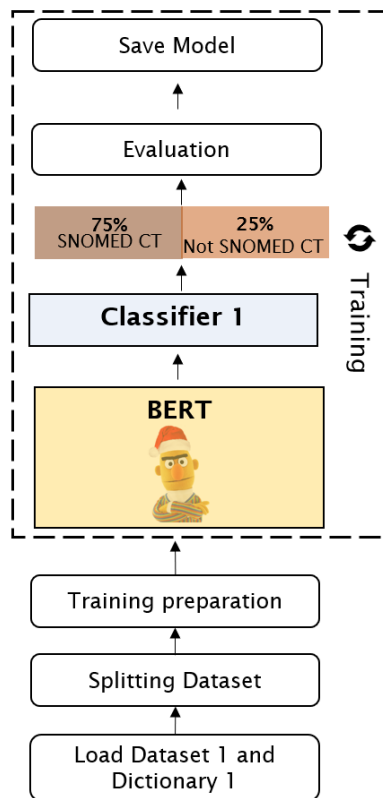 Save Model
Evaluation
75%
SNOMED CT
25%
Not SNOMED CT
Training
Classifier 1
BERT
Training preparation
Splitting Dataset
Load Dataset 1 and
Dictionary 1